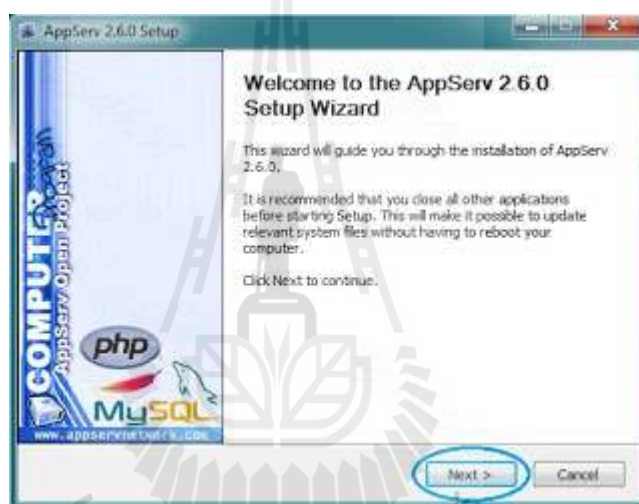 AppServ 2.6.0 Setup
Welcome to the AppServ 2.6.0
Setup Wizard
This wizard will guide you through the installation of AppServ
2.6.0.
It is recommended that you close all other applications
before starting Setup. This will make it possible to update
relevant system files without having to reboot your
computer.
Click Next to continue.
COMPUTER
Program
AppServ Open Project
php
MySQL
www.appservnetwork.com
Next >
Cancel